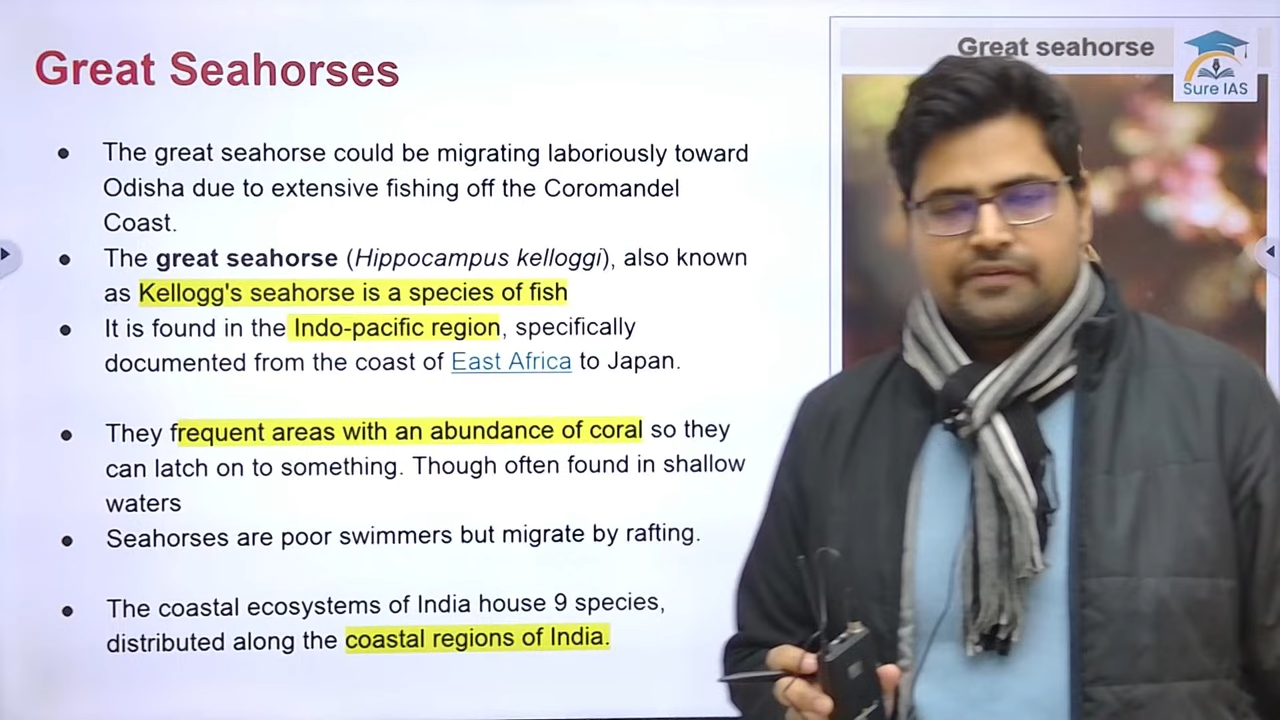 Great Seahorses
Great seahorse
Sure IAS
● The great seahorse could be migrating laboriously toward
Odisha due to extensive fishing off the Coromandel
Coast.
● The great seahorse (Hippocampus kelloggi), also known
as Kellogg's seahorse is a species of fish
● It is found in the Indo-pacific region, specifically
documented from the coast of East Africa to Japan.
● They frequent areas with an abundance of coral so they
can latch on to something. Though often found in shallow
waters
● Seahorses are poor swimmers but migrate by rafting.
● The coastal ecosystems of India house 9 species,
distributed along the coastal regions of India.